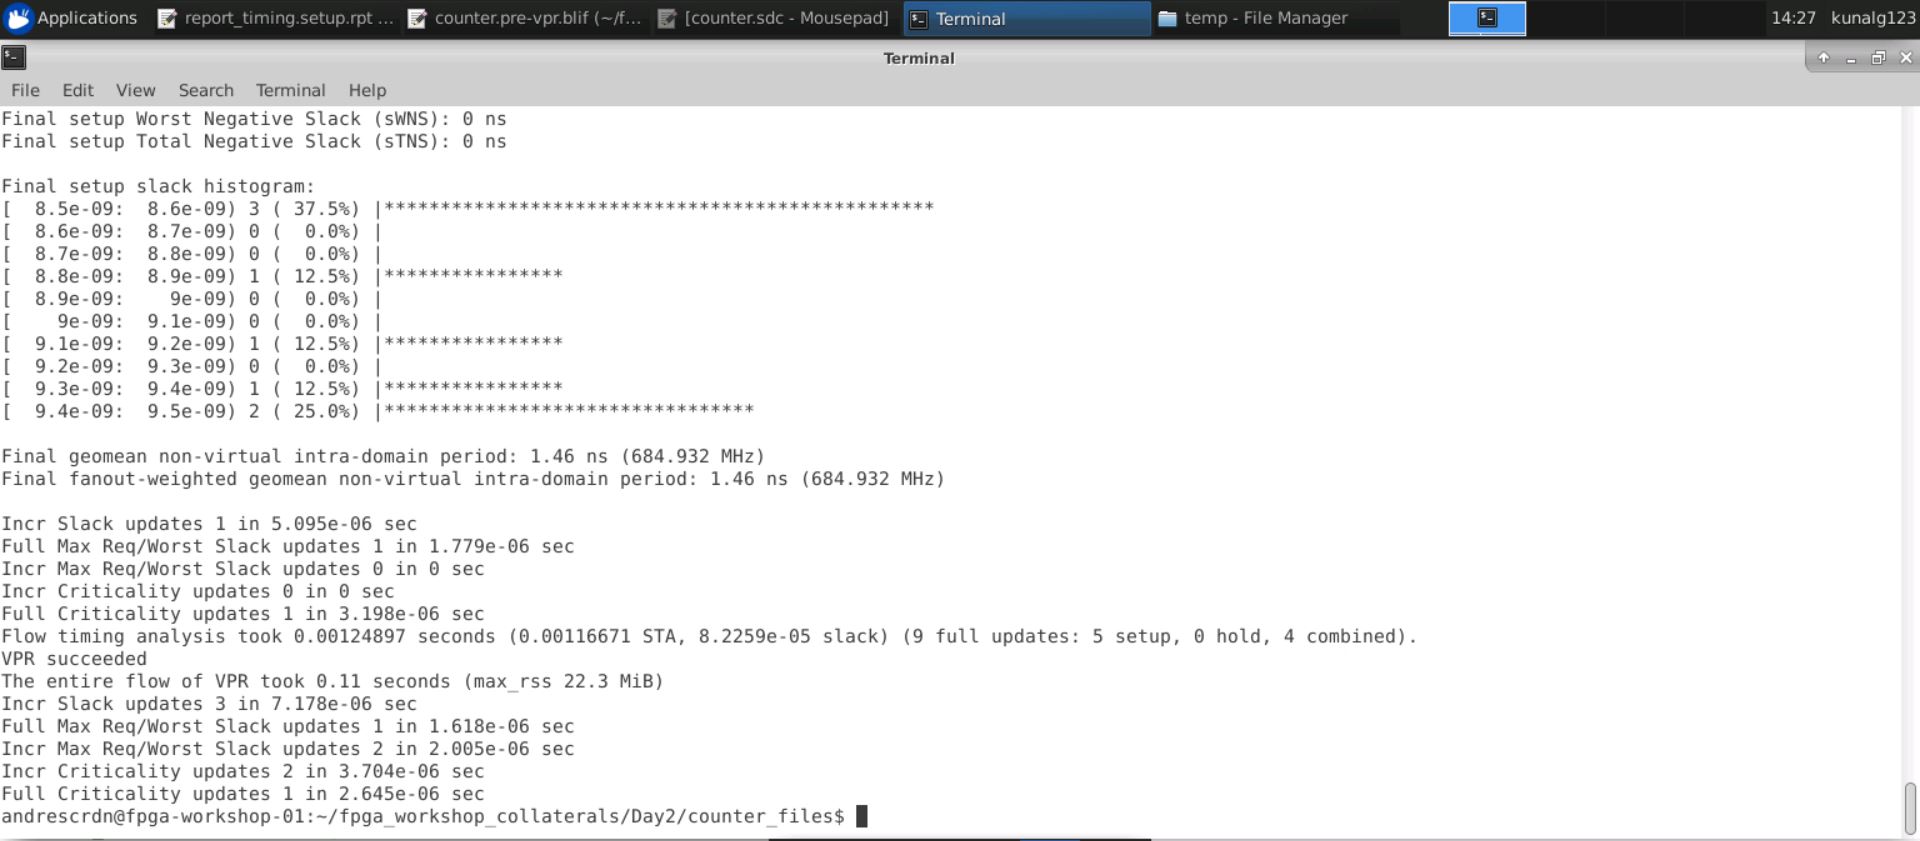 Applications report_timing.setup.rpt ... counter.pre-vpr.blif (~/f... [counter.sdc - Mousepad] Terminal temp - File Manager 14:27 kunalg123
Terminal
File Edit View Search Terminal Help
Final setup Worst Negative Slack (sWNS): 0 ns
Final setup Total Negative Slack (sTNS): 0 ns
Final setup slack histogram:
[  8.5e-09:  8.6e-09) 3 ( 37.5%) |*************************************************
[  8.6e-09:  8.7e-09) 0 (  0.0%) |
[  8.7e-09:  8.8e-09) 0 (  0.0%) |
[  8.8e-09:  8.9e-09) 1 ( 12.5%) |****************
[  8.9e-09:    9e-09) 0 (  0.0%) |
[    9e-09:  9.1e-09) 0 (  0.0%) |
[  9.1e-09:  9.2e-09) 1 ( 12.5%) |****************
[  9.2e-09:  9.3e-09) 0 (  0.0%) |
[  9.3e-09:  9.4e-09) 1 ( 12.5%) |****************
[  9.4e-09:  9.5e-09) 2 ( 25.0%) |*********************************
Final geomean non-virtual intra-domain period: 1.46 ns (684.932 MHz)
Final fanout-weighted geomean non-virtual intra-domain period: 1.46 ns (684.932 MHz)
Incr Slack updates 1 in 5.095e-06 sec
Full Max Req/Worst Slack updates 1 in 1.779e-06 sec
Incr Max Req/Worst Slack updates 0 in 0 sec
Incr Criticality updates 0 in 0 sec
Full Criticality updates 1 in 3.198e-06 sec
Flow timing analysis took 0.00124897 seconds (0.00116671 STA, 8.2259e-05 slack) (9 full updates: 5 setup, 0 hold, 4 combined).
VPR succeeded
The entire flow of VPR took 0.11 seconds (max_rss 22.3 MiB)
Incr Slack updates 3 in 7.178e-06 sec
Full Max Req/Worst Slack updates 1 in 1.618e-06 sec
Incr Max Req/Worst Slack updates 2 in 2.005e-06 sec
Incr Criticality updates 2 in 3.704e-06 sec
Full Criticality updates 1 in 2.645e-06 sec
andrescrdn@fpga-workshop-01:~/fpga_workshop_collaterals/Day2/counter_files$